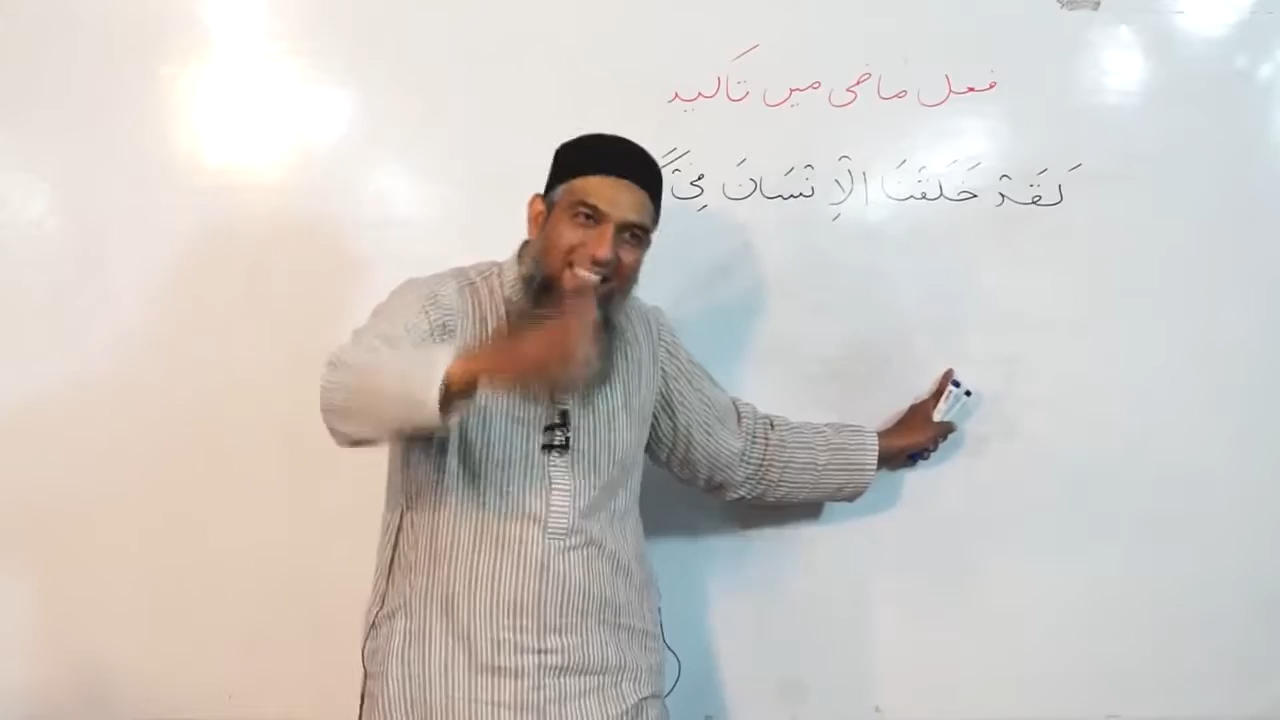 فعل ماضی میں تاکید
لَقَدْ خَلَقْنَا الْاِنْسَانَ فِیْ